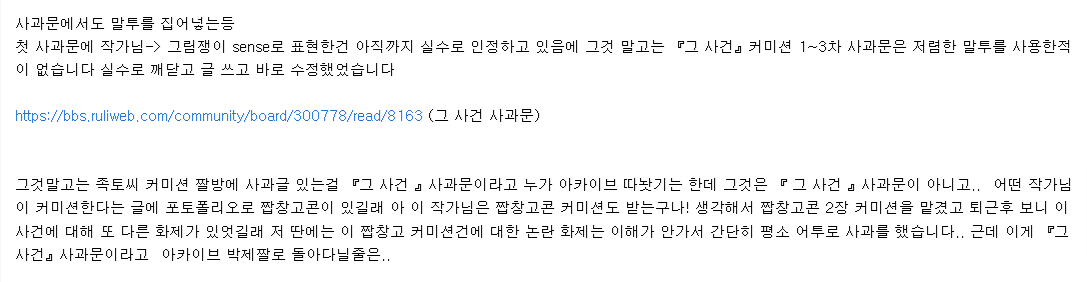 사과문에서도 말투를 집어넣는등
첫 사과문에 작가님-> 그림쟁이 sense로 표현한건 아직까지 실수로 인정하고 있음에 그것 말고는 『그 사건』커미션 1~3차 사과문은 저렴한 말투를 사용한적
이 없습니다 실수로 깨닫고 글 쓰고 바로 수정했었습니다
https://bbs.ruliweb.com/community/board/300778/read/8163 (그 사건 사과문)
그것말고는 족토씨 커미션 짤방에 사과글 있는걸 『그 사건 』사과문이라고 누가 아카이브 따놧기는 한데 그것은 『 그 사건 』사과문이 아니고..  어떤 작가님
이 커미션한다는 글에 포토폴리오로 짭창고콘이 있길래 아 이 작가님은 짭창고콘 커미션도 받는구나! 생각해서 짭창고콘 2장 커미션을 맡겼고 퇴근후 보니 이
사건에 대해 또 다른 화제가 있엇길래 저 딴에는 이 짭창고 커미션건에 대한 논란 화제는 이해가 안가서 간단히 평소 어투로 사과를 했습니다.. 근데 이게 『그
사건』사과문이라고  아카이브 박제짤로 돌아다닐줄은..